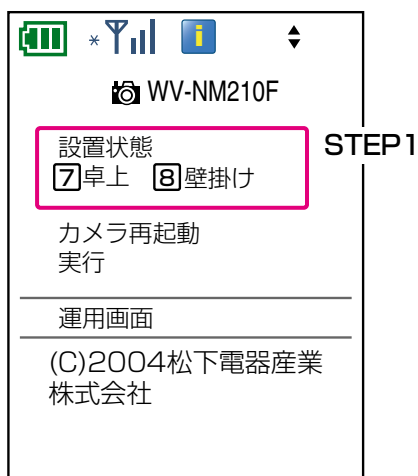 WV-NM210F
設置状態
7卓上 8壁掛け
STEP1
カメラ再起動
実行
運用画面
(C)2004松下電器産業
株式会社